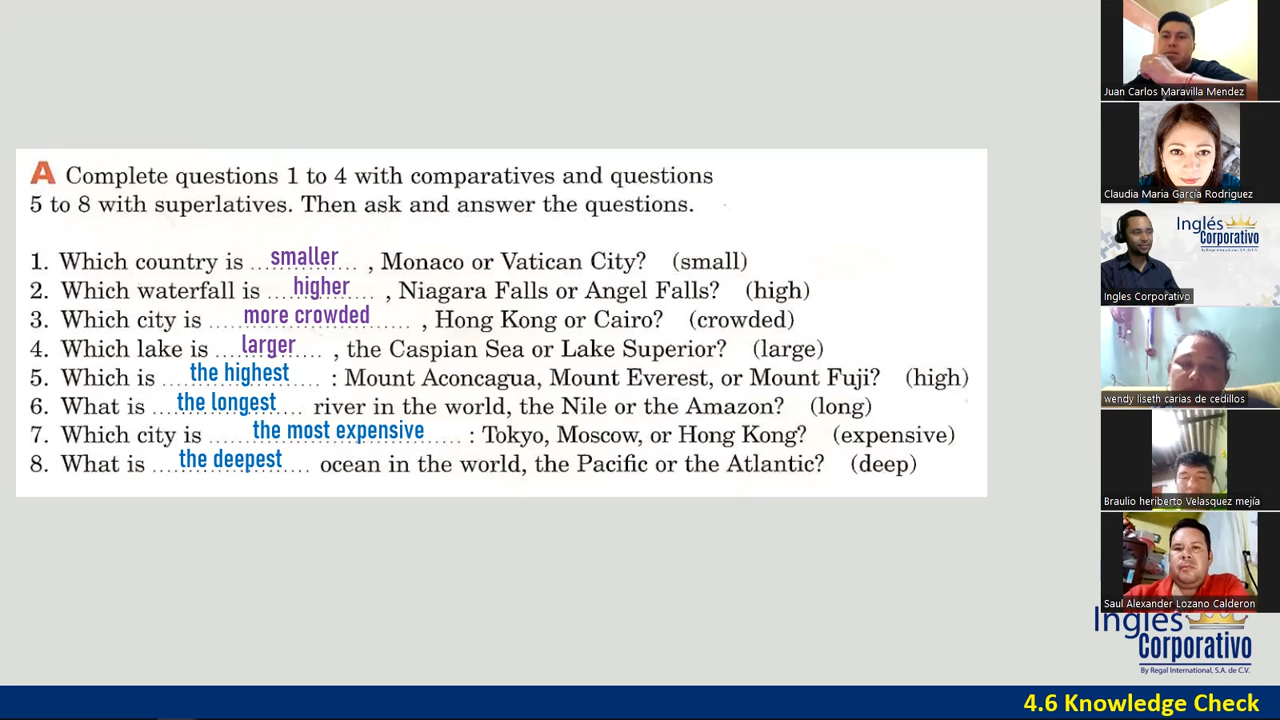 A Complete questions 1 to 4 with comparatives and questions
5 to 8 with superlatives. Then ask and answer the questions.
1. Which country is smaller, Monaco or Vatican City? (small)
2. Which waterfall is higher, Niagara Falls or Angel Falls? (high)
3. Which city is more crowded, Hong Kong or Cairo? (crowded)
4. Which lake is larger, the Caspian Sea or Lake Superior? (large)
5. Which is the highest: Mount Aconcagua, Mount Everest, or Mount Fuji? (high)
6. What is the longest river in the world, the Nile or the Amazon? (long)
7. Which city is the most expensive: Tokyo, Moscow, or Hong Kong? (expensive)
8. What is the deepest ocean in the world, the Pacific or the Atlantic? (deep)
Juan Carlos Maravilla Mendez
Claudia María García Rodriguez
Inglés
Corporativo
By Regal International, S.A. de C.V.
Ingles Corporativo
wendy liseth carias de cedillos
Braulio heriberto Velasquez mejía
Saul Alexander Lozano Calderon
Inglés
Corporativo
By Regal International, S.A. de C.V.
4.6 Knowledge Check